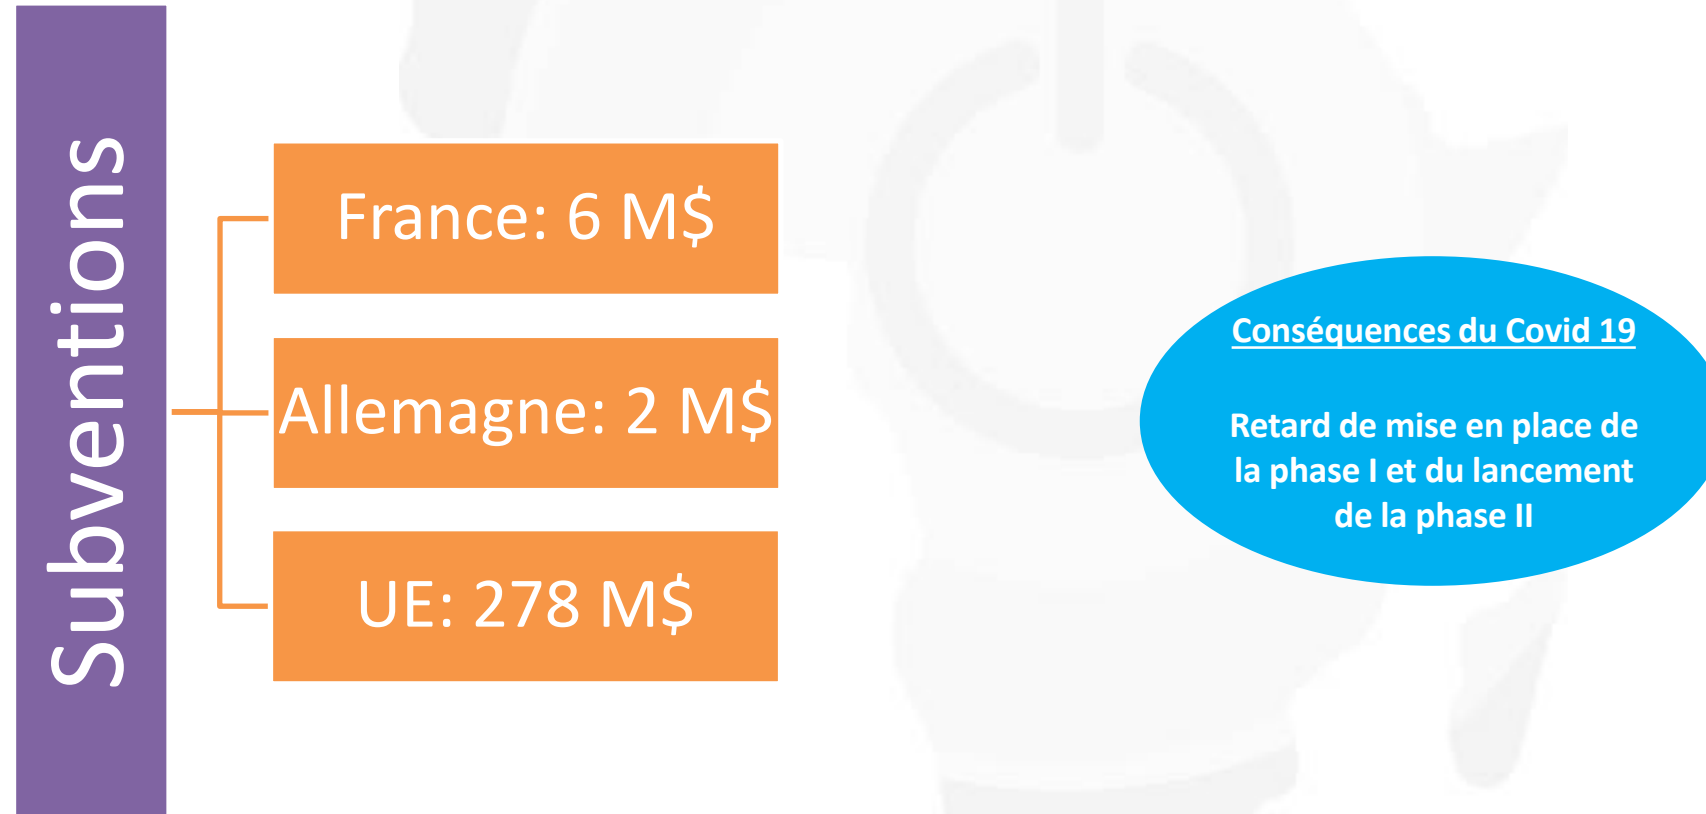 Subventions
France: 6 M$
Allemagne: 2 M$
UE: 278 M$
Conséquences du Covid 19
Retard de mise en place de
la phase I et du lancement
de la phase II